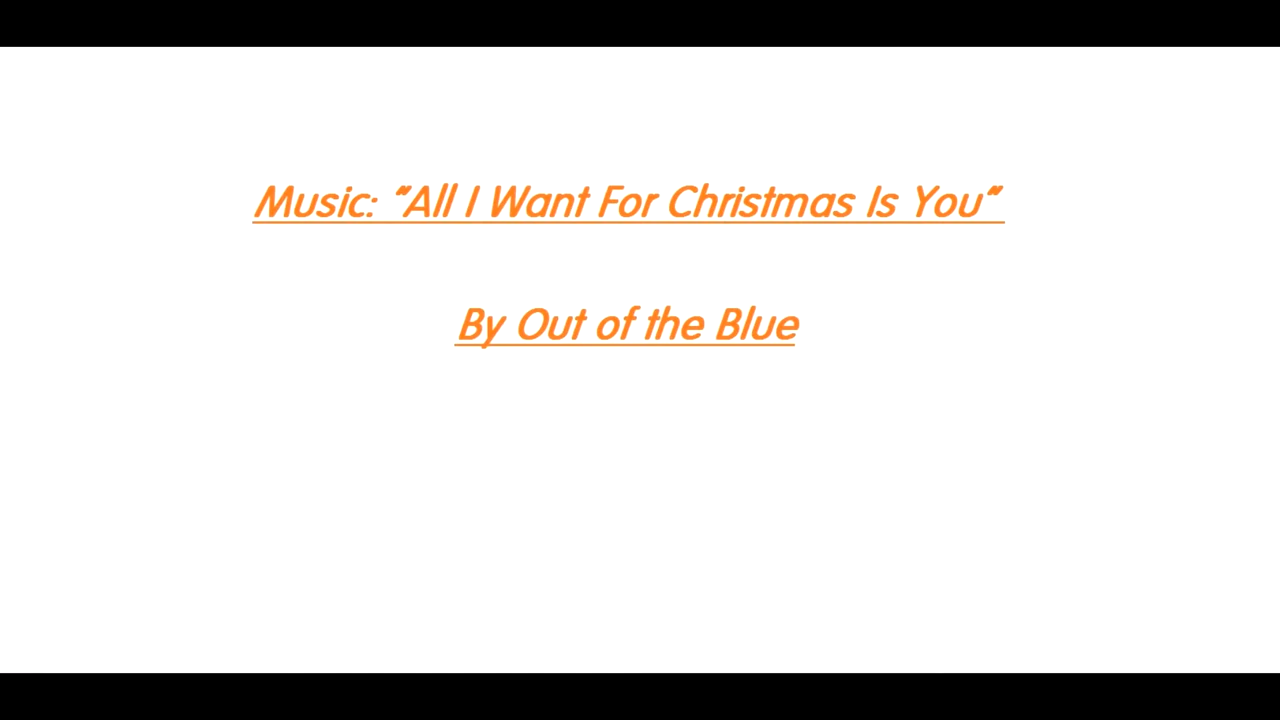 Music: “All I Want For Christmas Is You”
By Out of the Blue